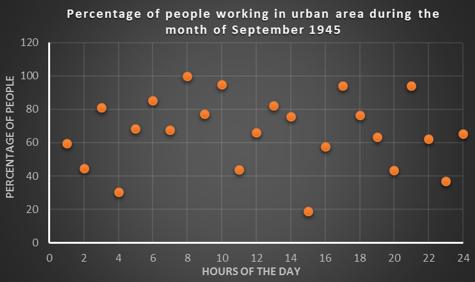 Percentage of people working in urban area during the
month of September 1945
PERCENTAGE OF PEOPLE
120
100
80
60
40
20
0
0 2 4 6 8 10 12 14 16 18 20 22 24
HOURS OF THE DAY